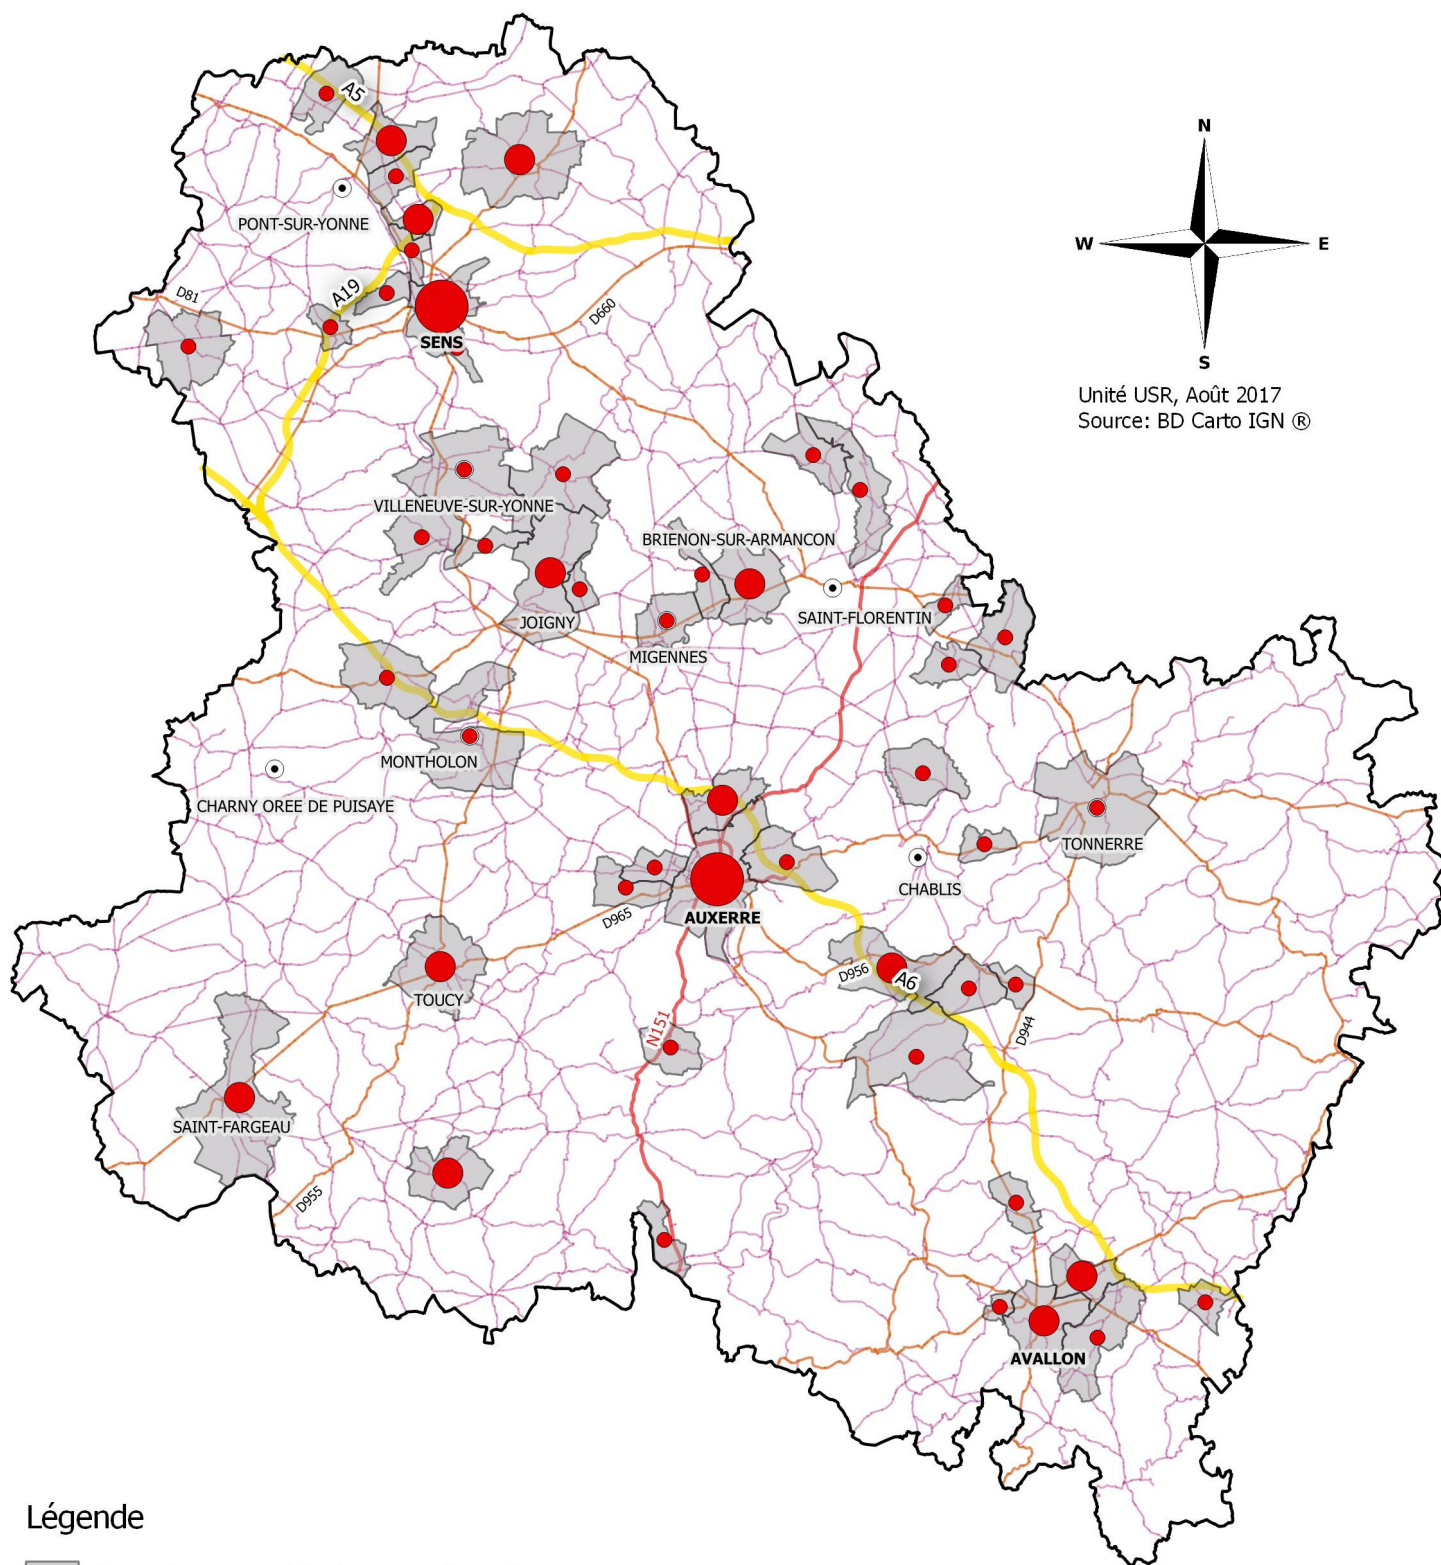 N
W
E
S
Unité USR, Août 2017
Source: BD Carto IGN ®
A5
PONT-SUR-YONNE
A19
D81
D660
SENS
VILLENEUVE-SUR-YONNE
BRIENON-SUR-ARMANCON
SAINT-FLORENTIN
JOIGNY
MIGENNES
MONTHOLON
CHARNY OREE DE PUISAYE
TONNERRE
CHABLIS
AUXERRE
D965
D956
A6
TOUCY
N151
D944
SAINT-FARGEAU
D955
AVALLON
Légende